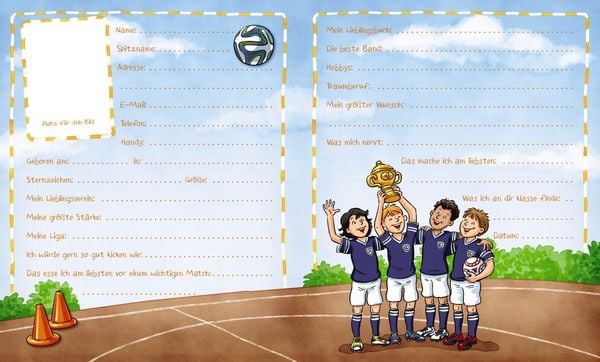 Name:
Spitzname:
Adresse:
E-Mail:
Platz für dein Bild
Telefon:
Handy:
Geboren am: in:
Sternzeichen: Größe:
Mein Lieblingsverein:
Meine größte Stärke:
Meine Liga:
Ich würde gern so gut kicken wie:
Das esse ich am liebsten vor einem wichtigen Match:
Mein Lieblingsbuch:
Die beste Band:
Hobbys:
Traumberuf:
Mein größter Wunsch:
Was mich nervt:
Das mache ich am liebsten:
Was ich an dir klasse finde:
Datum: